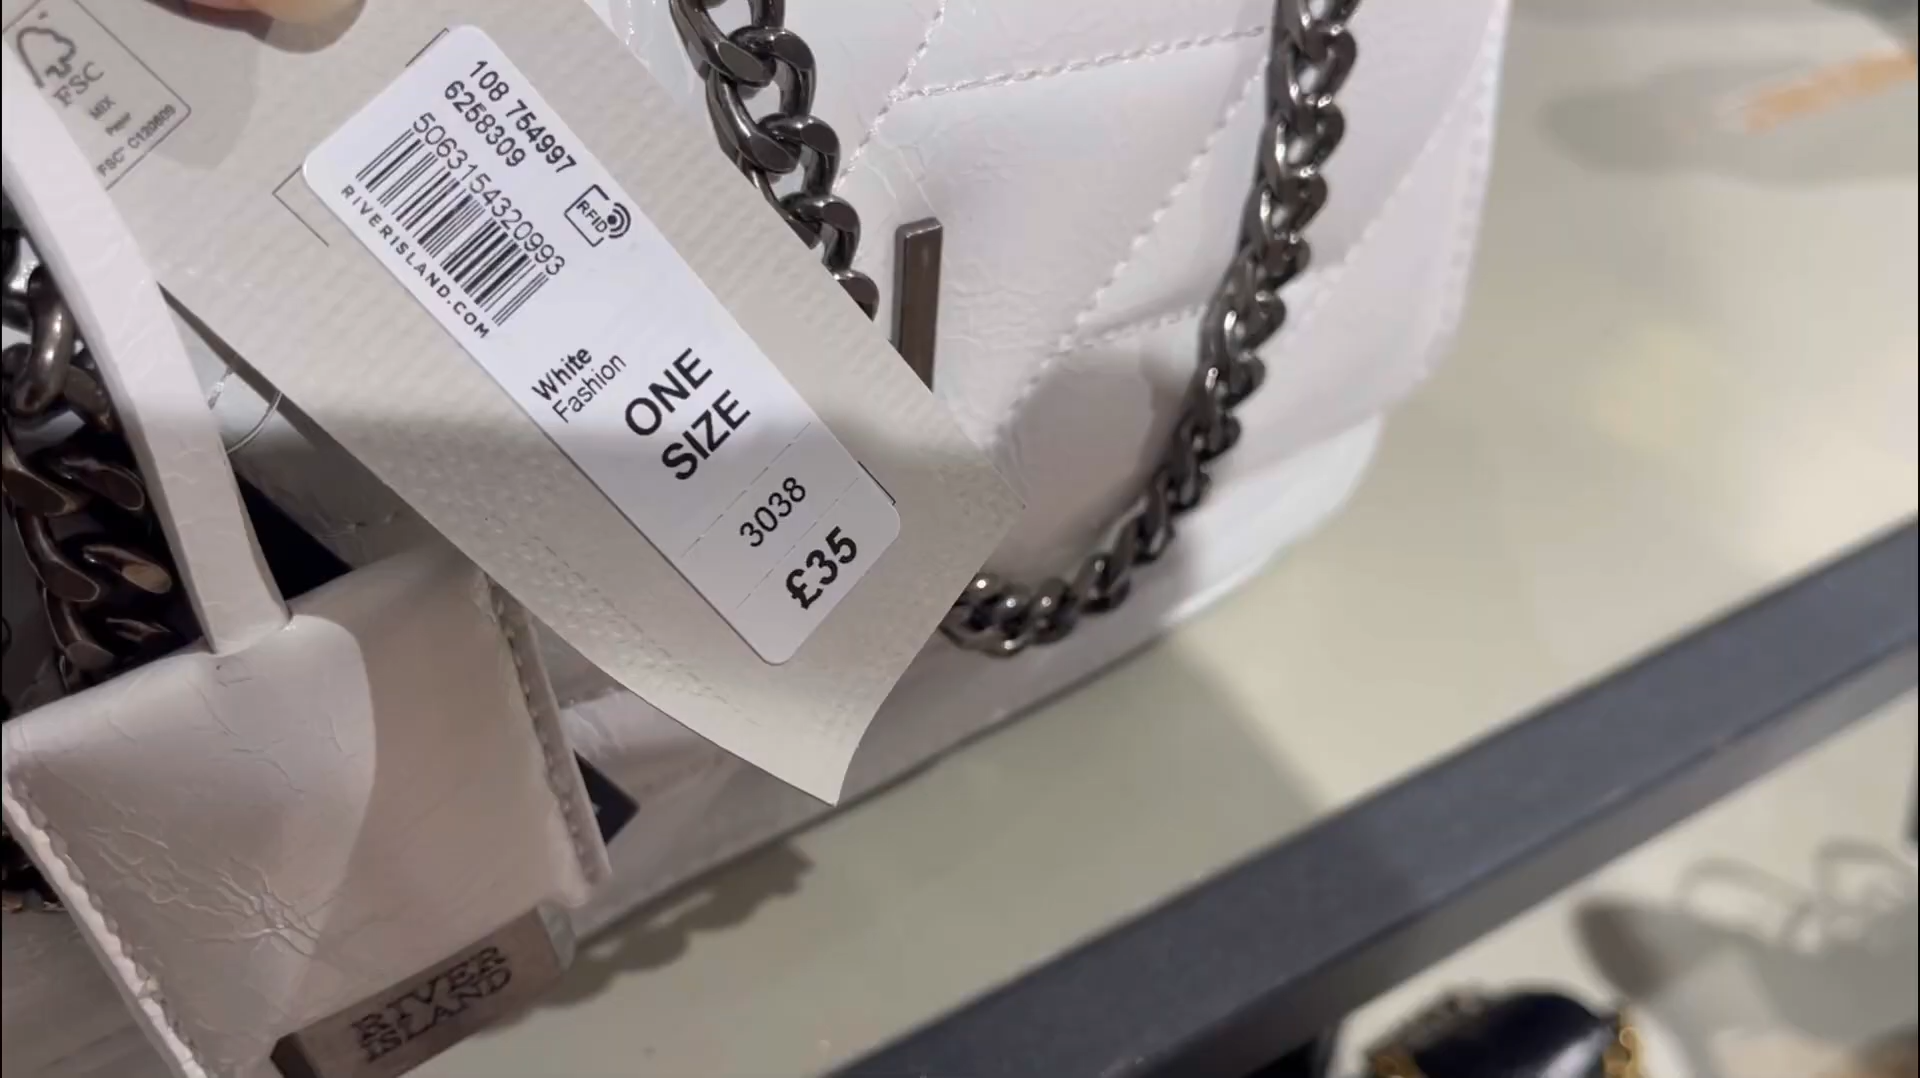 FSC
MIX
Paper
FSC® C129609
108 754997
6258309
5063154320993
RFID
RIVERISLAND.COM
White
Fashion
ONE
SIZE
3038
£35
RIVER
ISLAND